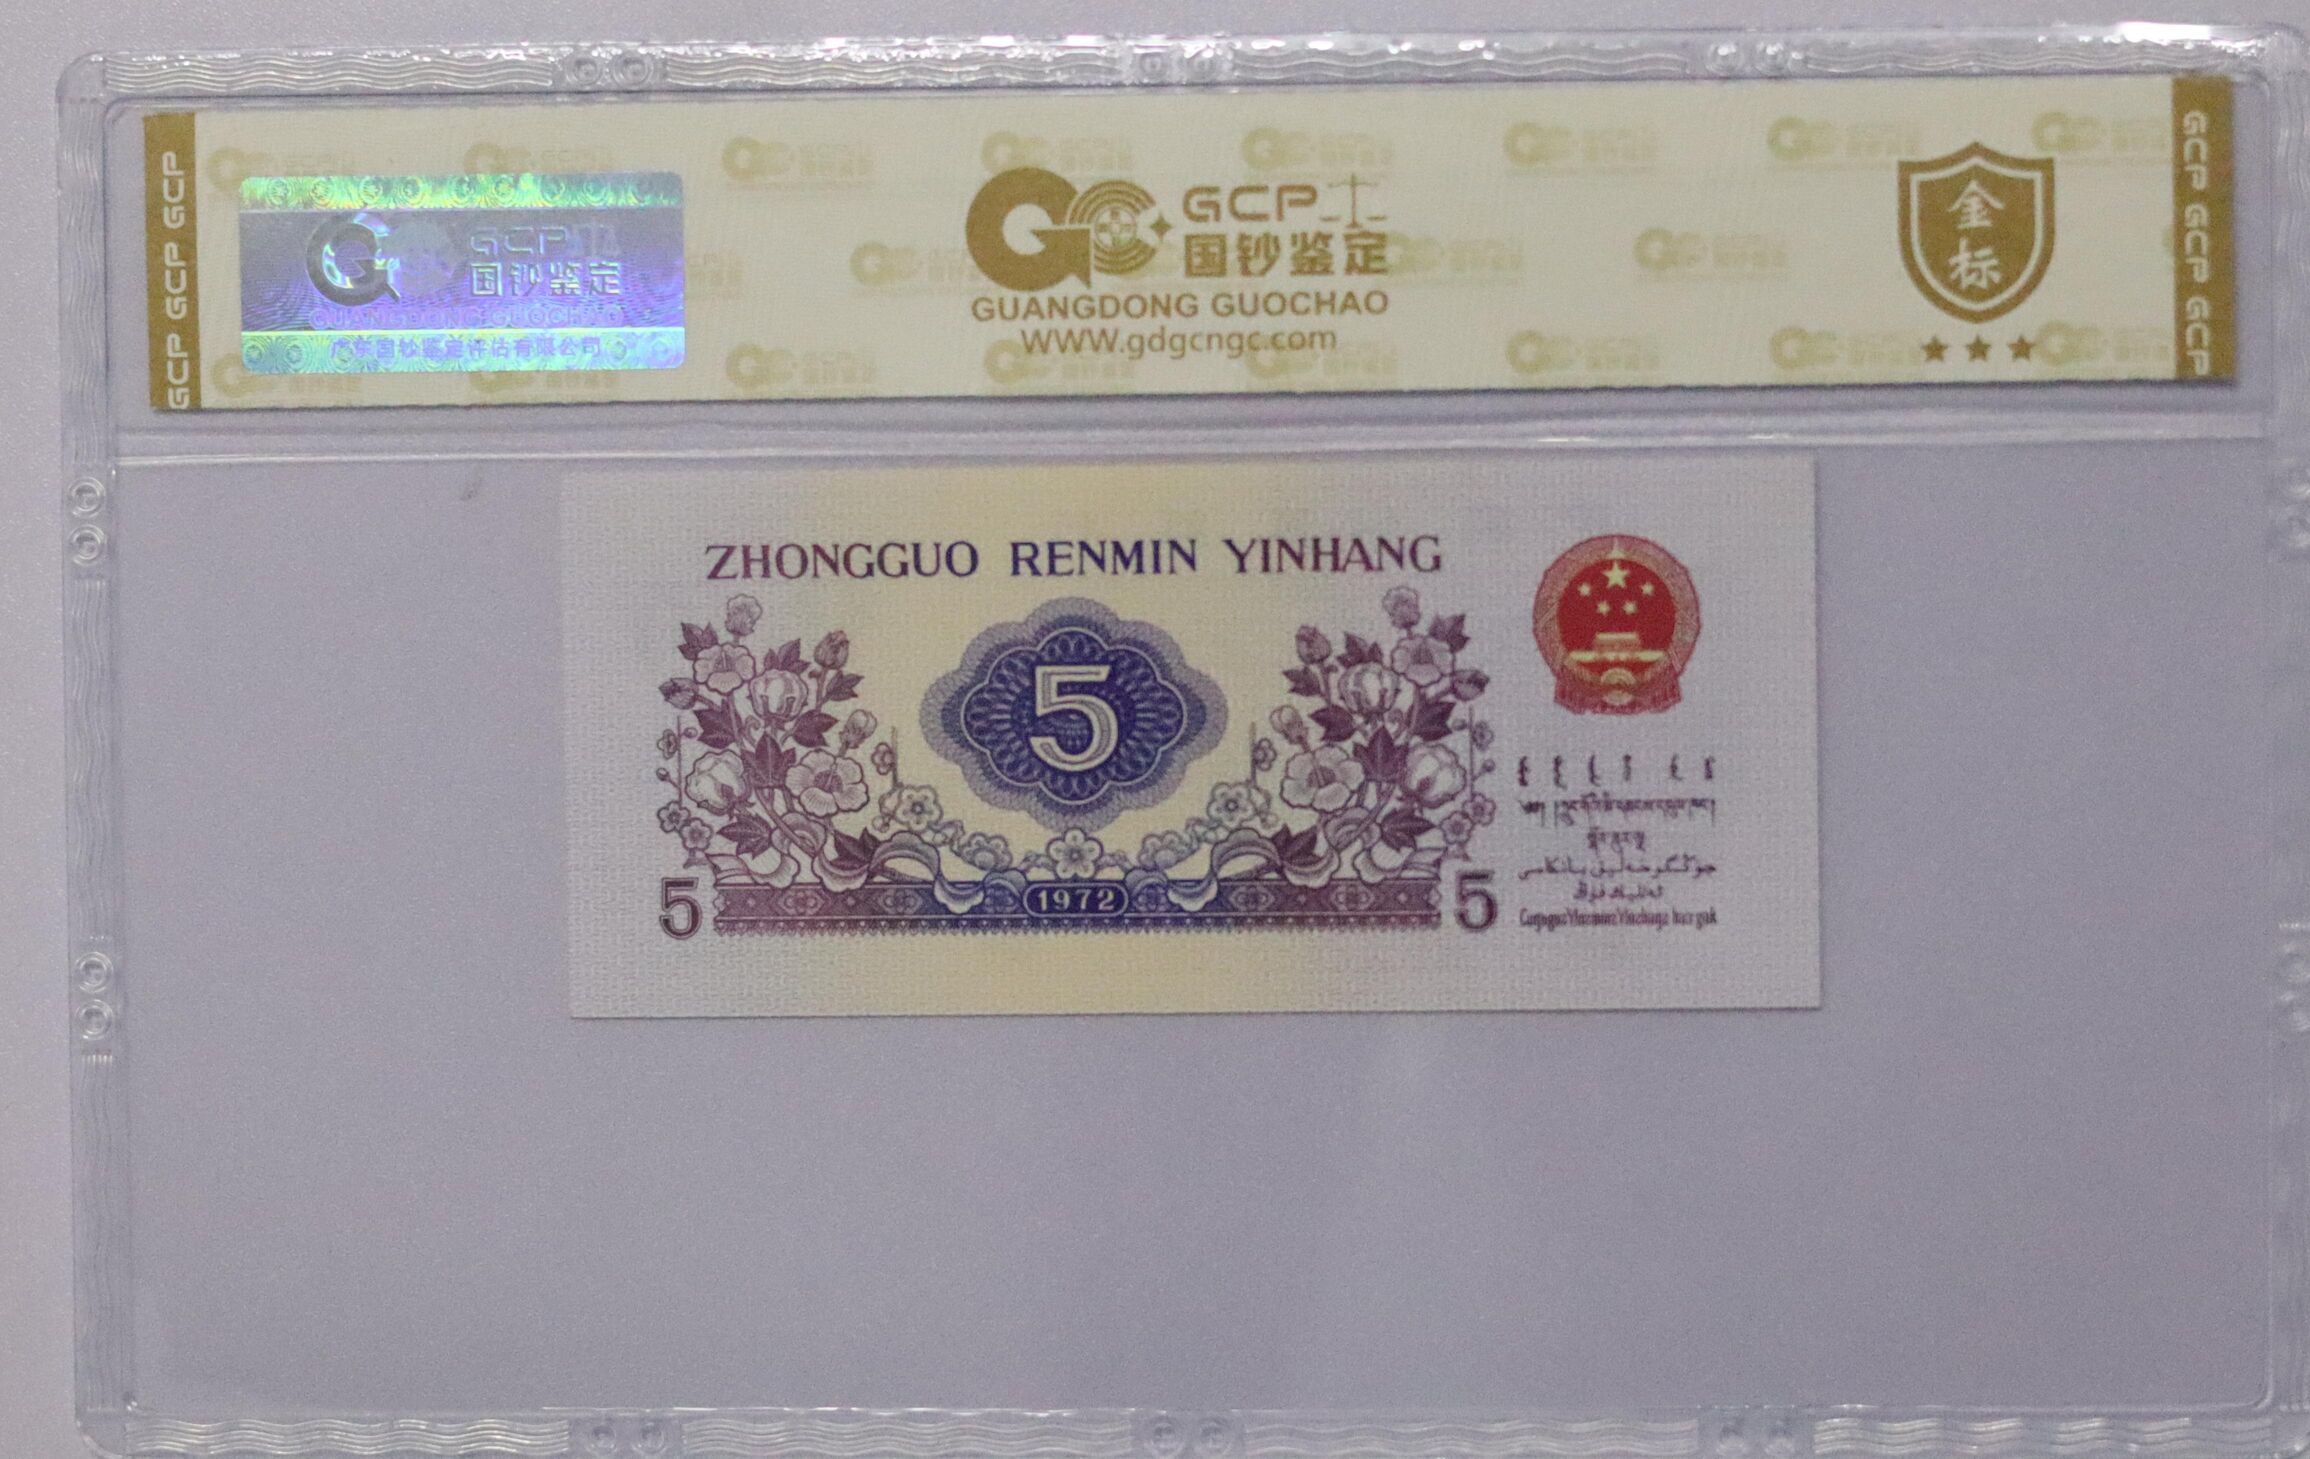 GCP GCP GCP
GCP
国钞鉴定
GUANGDONG GUOCHAO
广东国钞鉴定评估有限公司
GCP
国钞鉴定
GUANGDONG GUOCHAO
WWW.gdgcngc.com
金
标
GCP GCP GCP
ZHONGGUO RENMIN YINHANG
5
5
1972
5